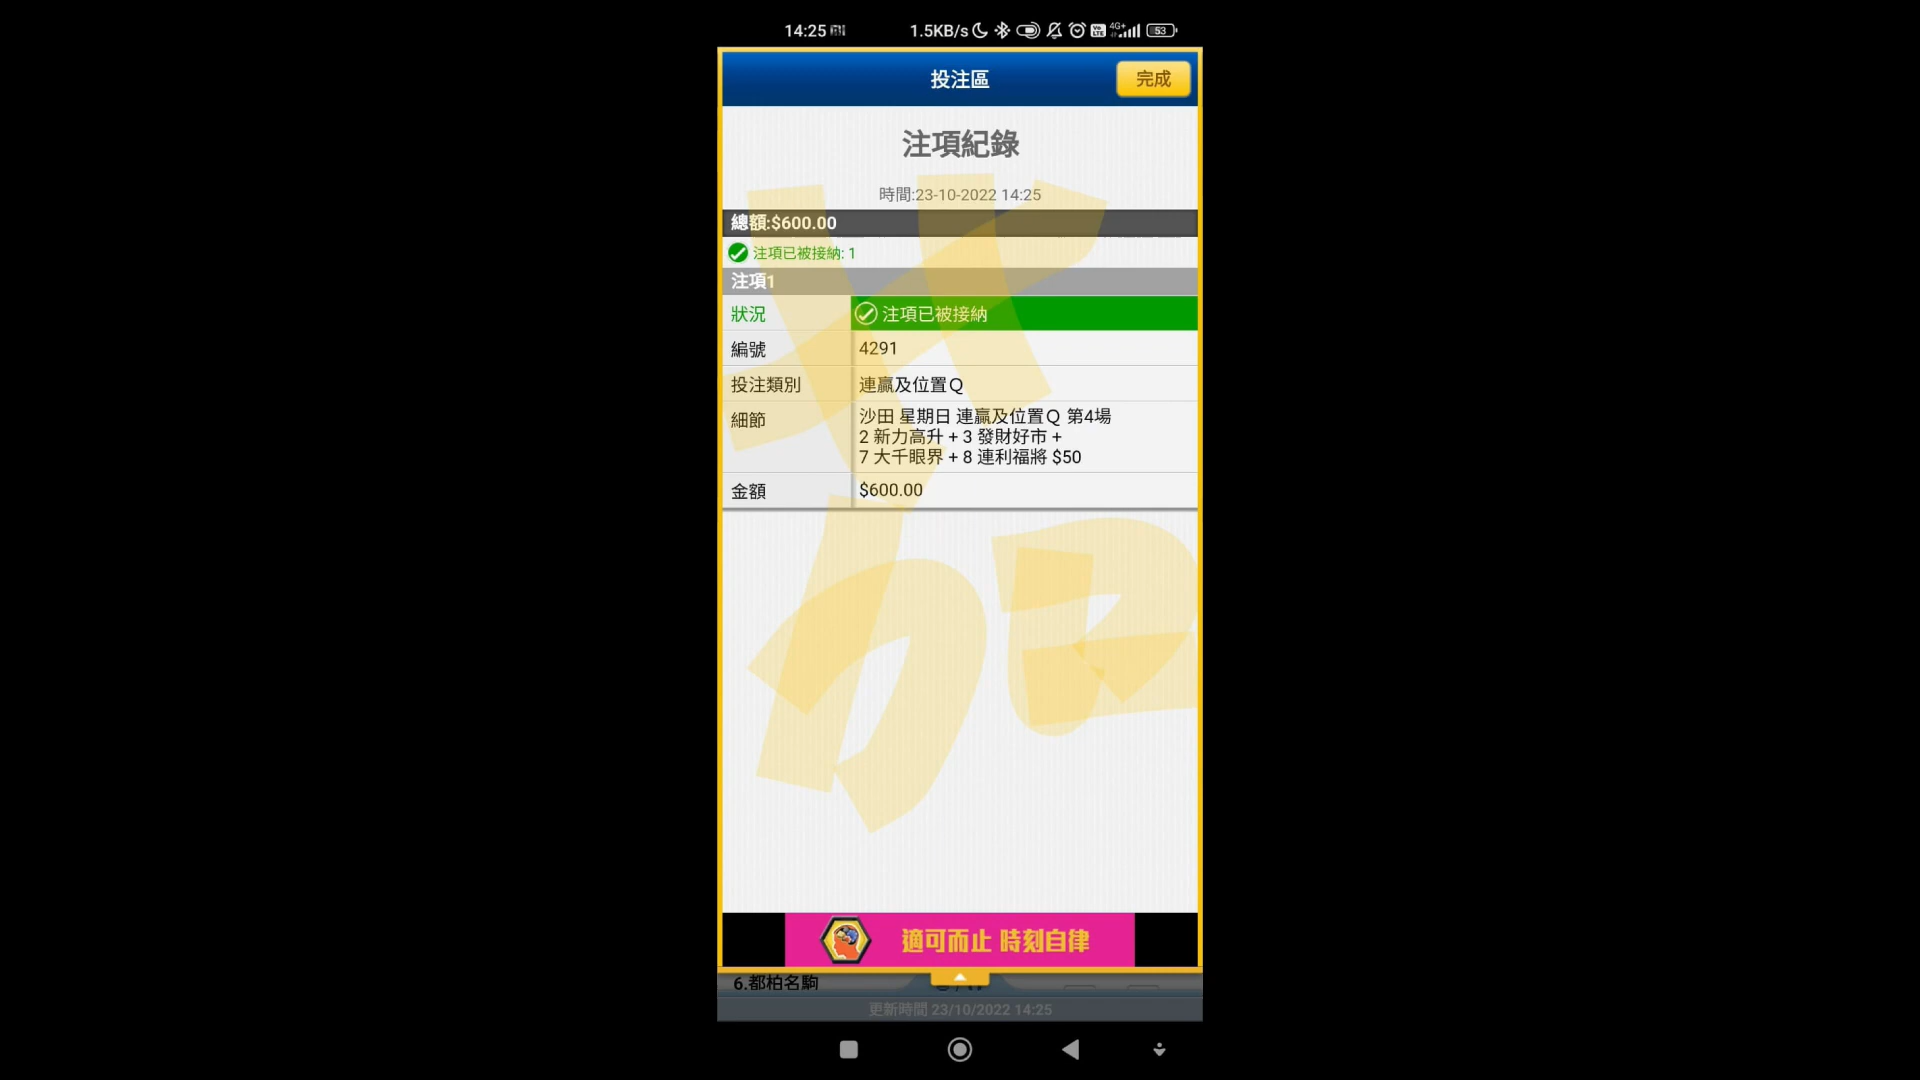 14:25
1.5KB/s 4G+ 53
投注區 完成
注項紀錄
時間:23-10-2022 14:25
總額:$600.00
注項已被接納: 1
注項1
狀況 注項已被接納
編號 4291
投注類別 連贏及位置Q
細節 沙田 星期日 連贏及位置Q 第4場
2 新力高升 + 3 發財好市 +
7 大千眼界 + 8 連利福將 $50
金額 $600.00
適可而止 時刻自律
6.都柏名駒
更新時間 23/10/2022 14:25